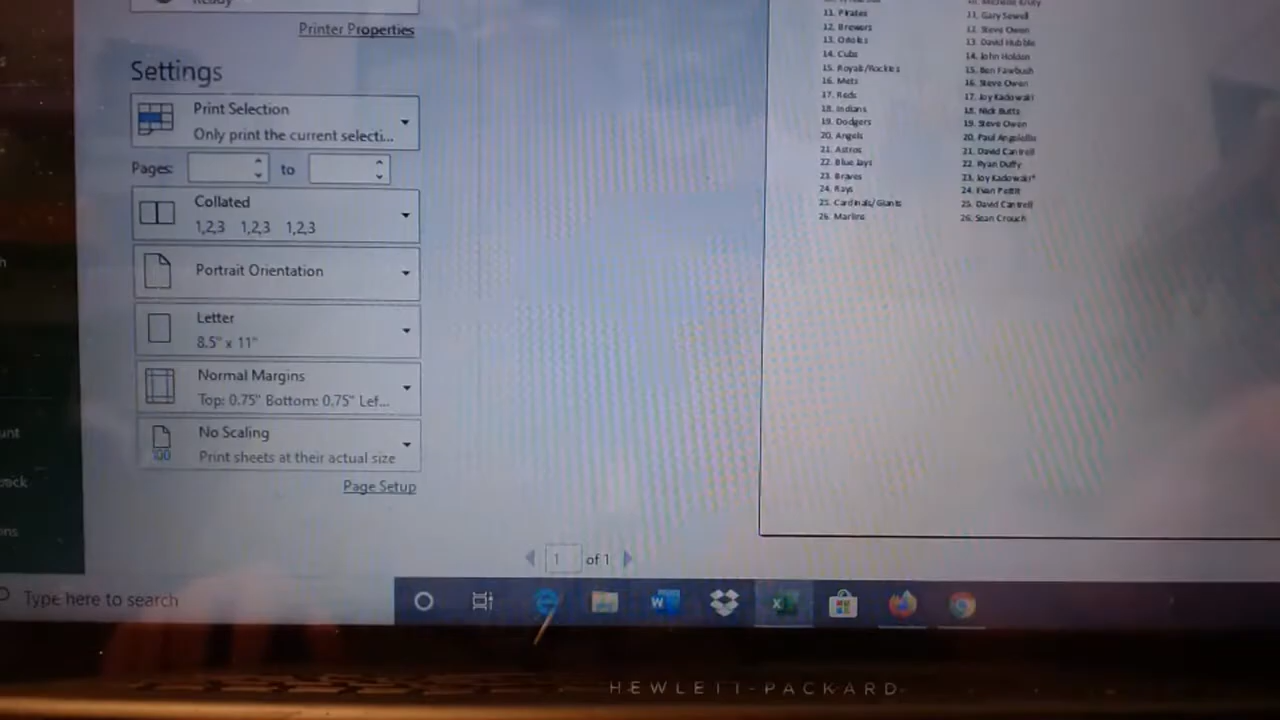 Ready
Printer Properties
Settings
Print Selection
Only print the current selecti...
Pages: to
Collated
1,2,3 1,2,3 1,2,3
Portrait Orientation
Letter
8.5" x 11"
Normal Margins
Top: 0.75" Bottom: 0.75" Lef...
No Scaling
Print sheets at their actual size
100
Page Setup
1 of 1
11. Pirates
12. Brewers
13. Orioles
14. Cubs
15. Royals/Rockies
16. Mets
17. Reds
18. Indians
19. Dodgers
20. Angels
21. Astros
22. Blue Jays
23. Braves
24. Rays
25. Cardinals/Giants
26. Marlins
11. Gary Sewell
12. Steve Owen
13. David Hubble
14. John Holden
15. Ben Fawbush
16. Steve Owen
17. Joy Kadowaki
18. Nick Butts
19. Steve Owen
20. Paul
21. David Cantrell
22. Ryan Duffy
23. Joy Kadowaki*
24. Evan Pettit
25. David Cantrell
26. Sean Crouch
Type here to search
HEWLETT-PACKARD